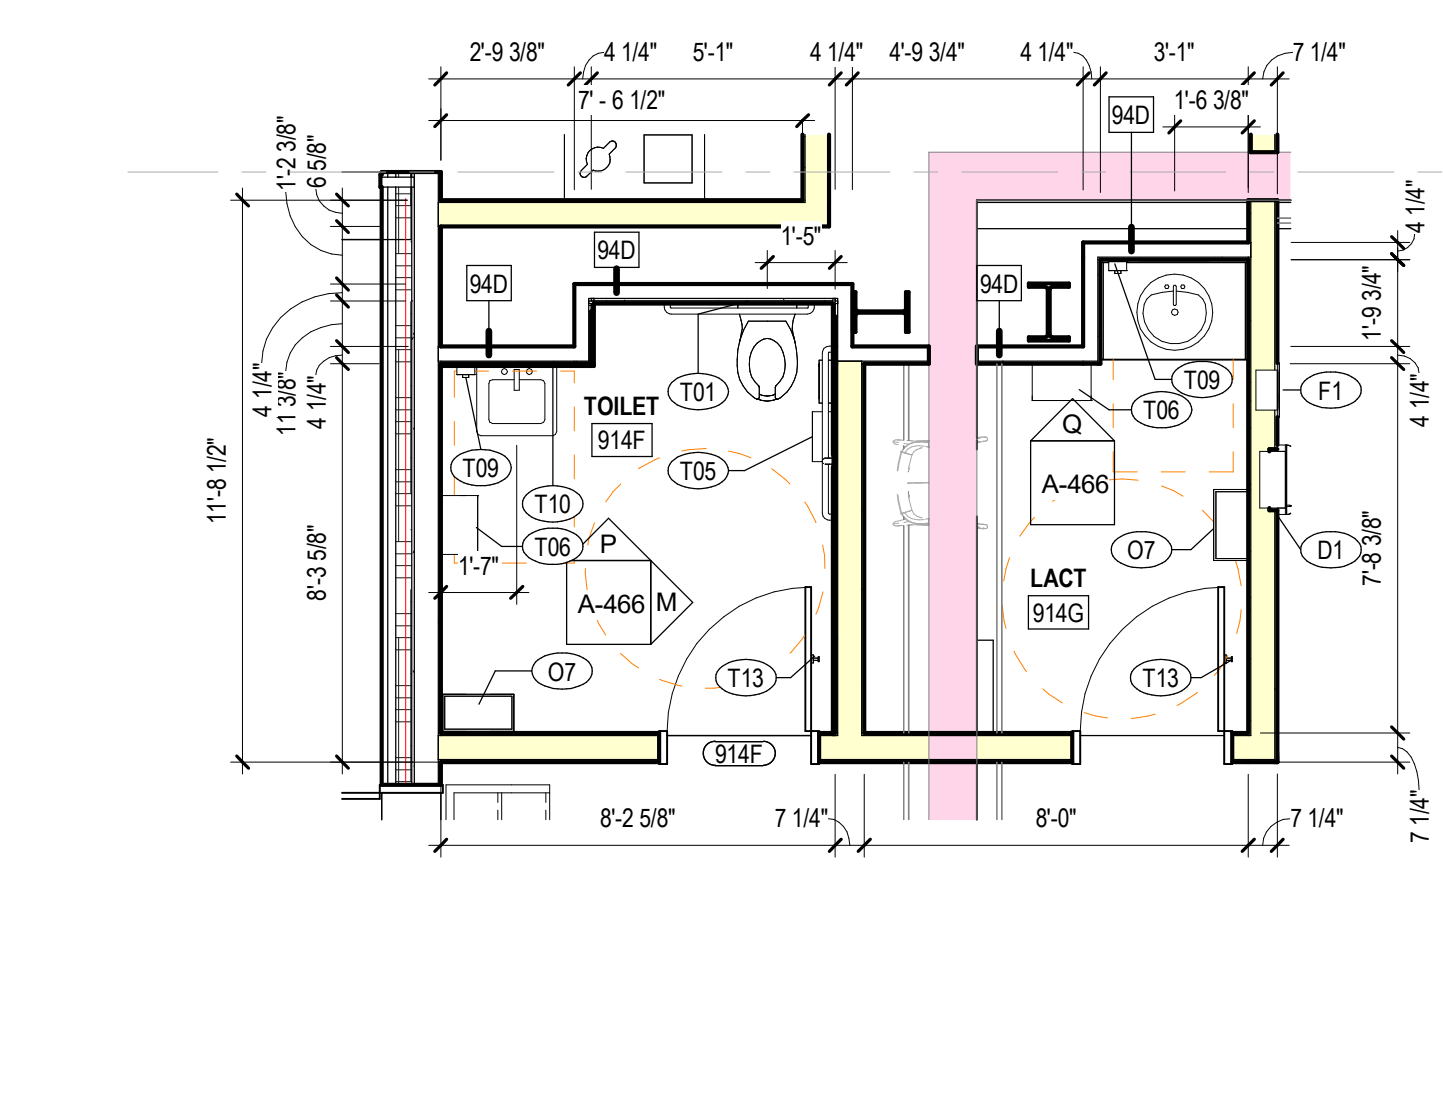 2'-9 3/8"
4 1/4"
5'-1"
4 1/4"
4'-9 3/4"
4 1/4"
3'-1"
7 1/4"
7' - 6 1/2"
1'-6 3/8"
94D
1'-2 3/8"
6 5/8"
4 1/4"
1'-5"
94D
94D
94D
1'-9 3/4"
4 1/4"
11 3/8"
4 1/4"
4 1/4"
T01
T09
T06
F1
TOILET
914F
Q
11'-8 1/2"
T09
T05
A-466
T10
T06
P
O7
D1
7'-8 3/8"
8'-3 5/8"
1'-7"
LACT
914G
A-466
M
O7
T13
T13
914F
8'-2 5/8"
7 1/4"
8'-0"
7 1/4"
7 1/4"